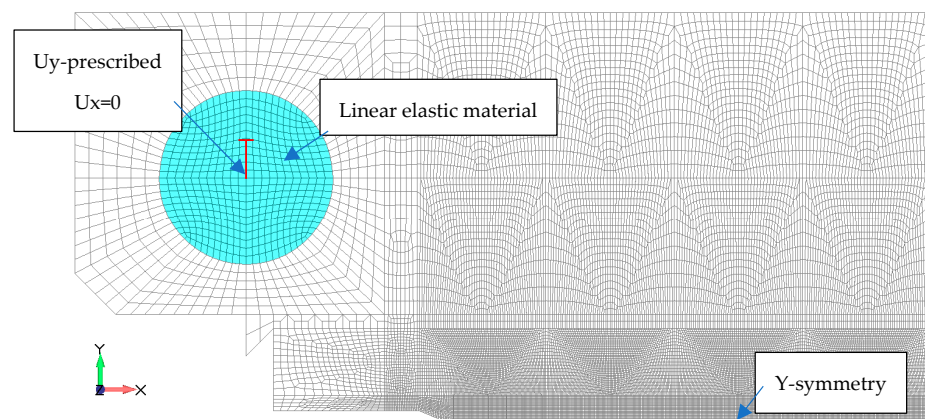 Uy-prescribed
Ux=0
Linear elastic material
Y
Z
X
Y-symmetry